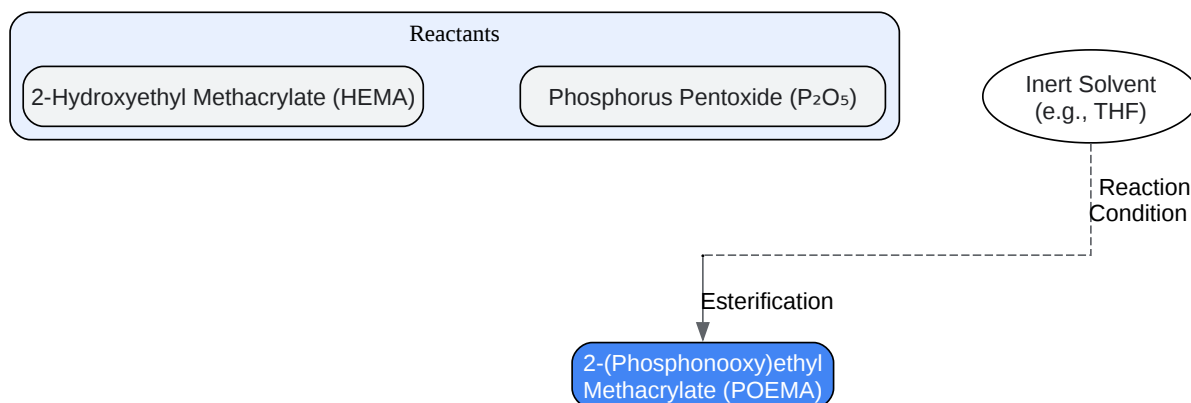 Reactants
2-Hydroxyethyl Methacrylate (HEMA)
Phosphorus Pentoxide (P₂O₅)
Inert Solvent
(e.g., THF)
Reaction
Condition
Esterification
2-(Phosphonooxy)ethyl
Methacrylate (POEMA)